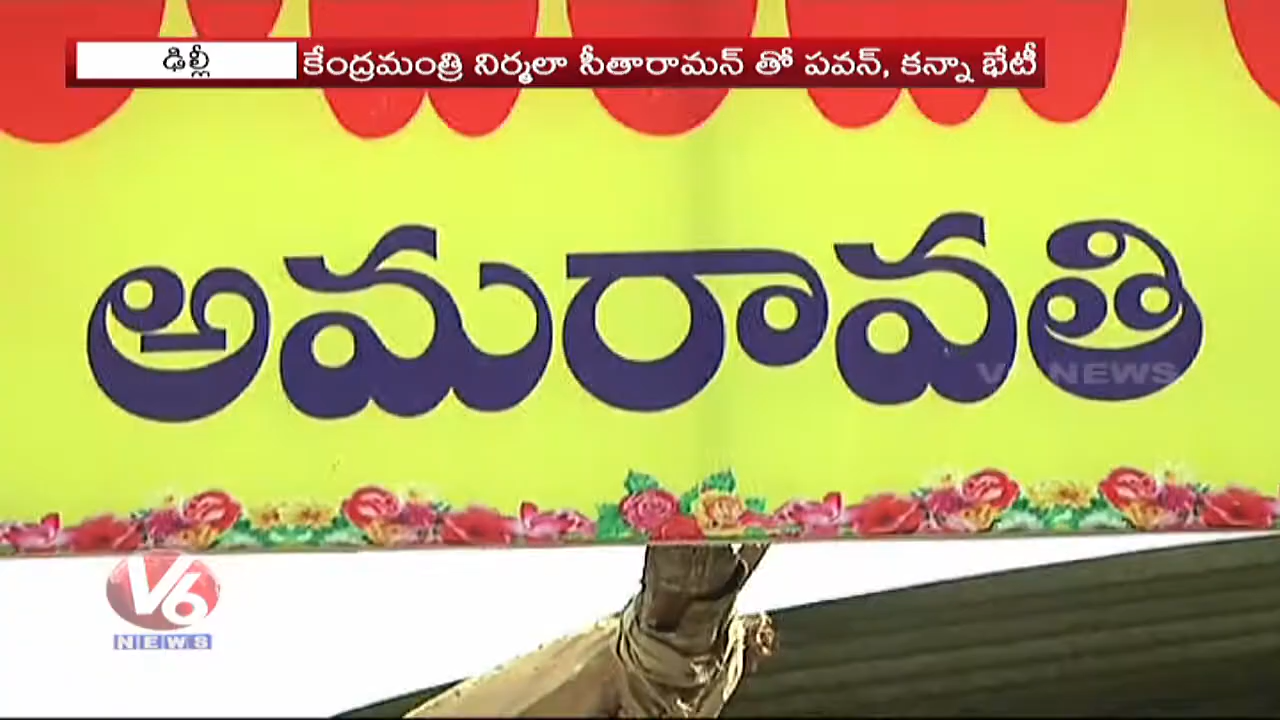 ఢిల్లీ
కేంద్రమంత్రి నిర్మలా సీతారామన్ తో పవన్, కన్నా భేటీ
అమరావతి
V6 NEWS
V6
NEWS